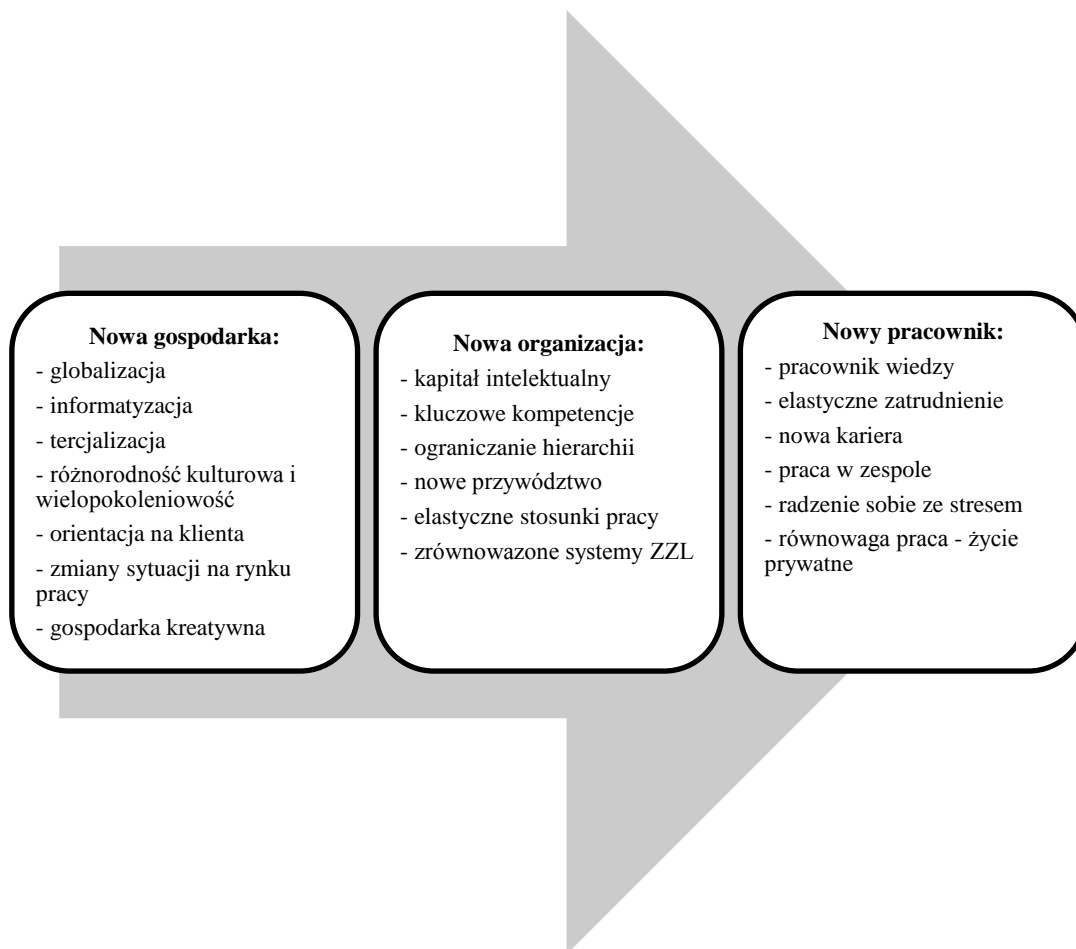 Nowa gospodarka:
- globalizacja
- informatyzacja
- tercjalizacja
- różnorodność kulturowa i
wielopokoleniowość
- orientacja na klienta
- zmiany sytuacji na rynku
pracy
- gospodarka kreatywna
Nowa organizacja:
- kapitał intelektualny
- kluczowe kompetencje
- ograniczanie hierarchii
- nowe przywództwo
- elastyczne stosunki pracy
- zrównowazone systemy ZZL
Nowy pracownik:
- pracownik wiedzy
- elastyczne zatrudnienie
- nowa kariera
- praca w zespole
- radzenie sobie ze stresem
- równowaga praca - życie
prywatne